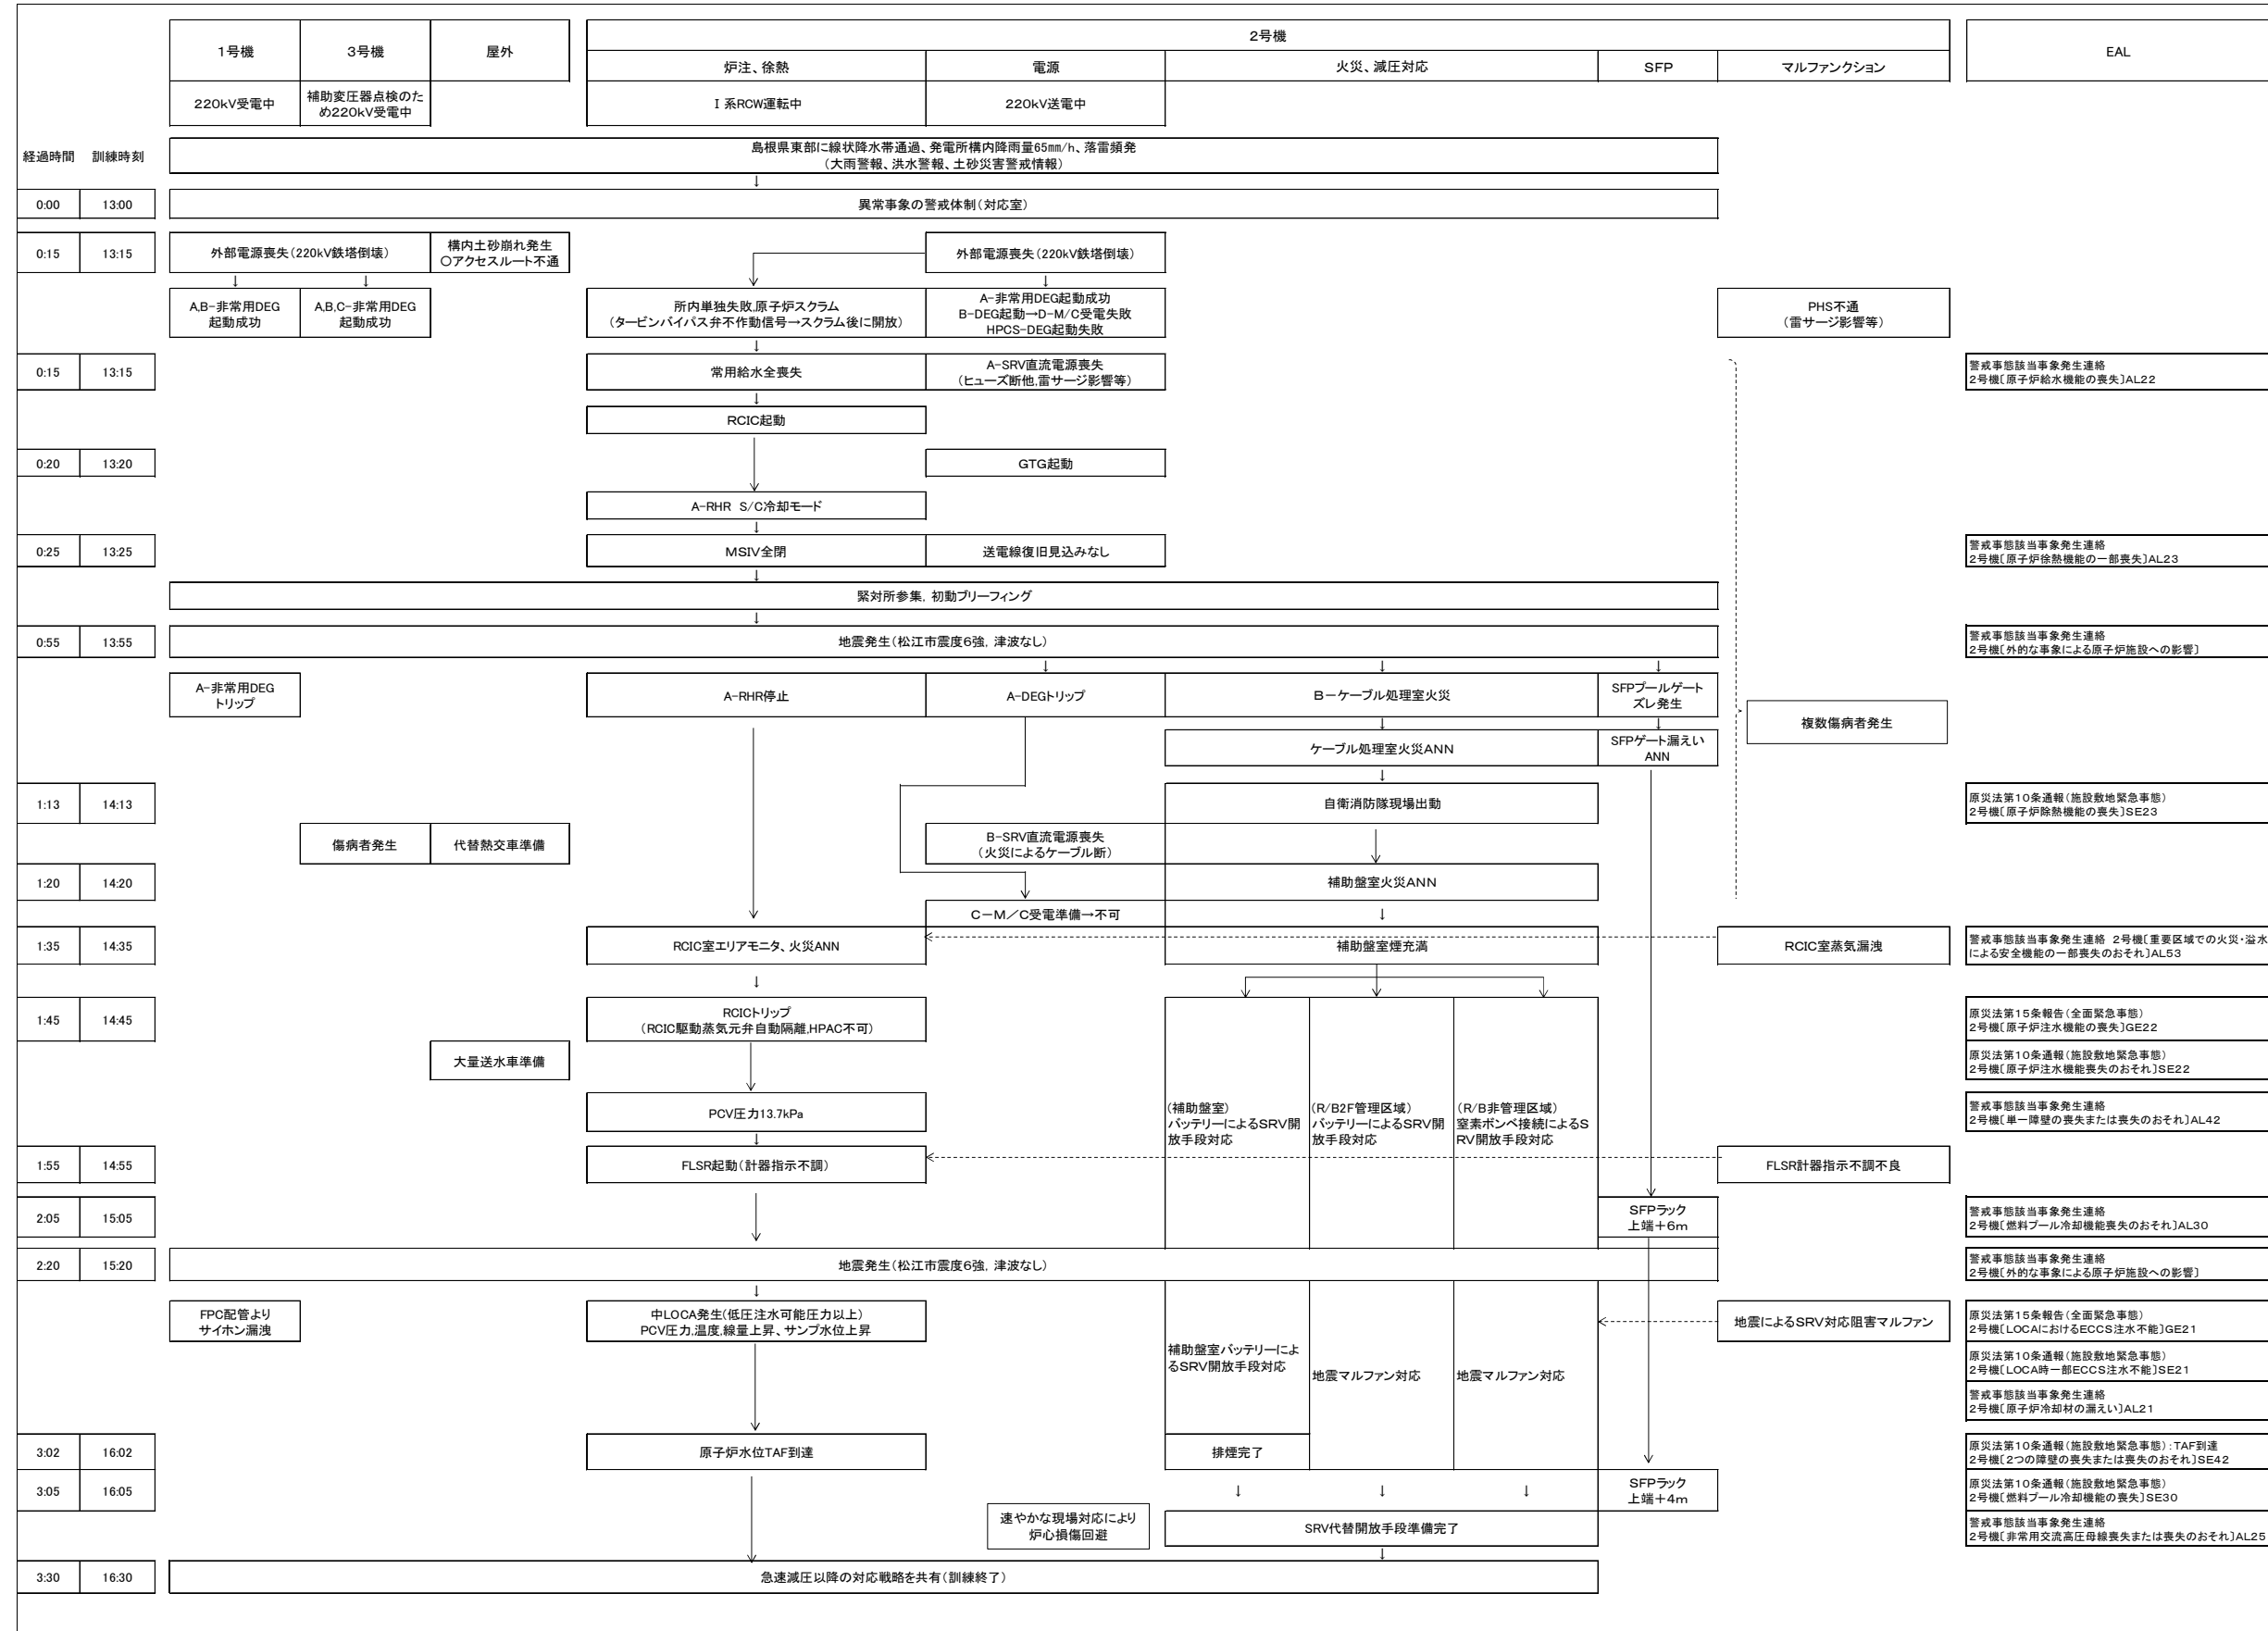 2号機
1号機
3号機
屋外
EAL
炉注、徐熱
電源
火災、減圧対応
SFP
マルファンクション
220kV受電中
補助変圧器点検のた
め220kV受電中
Ⅰ系RCW運転中
220kV送電中
経過時間 訓練時刻
島根県東部に線状降水帯通過、発電所構内降雨量65㎜/h、落雷頻発
(大雨警報、洪水警報、土砂災害警戒情報)
↓
0:00 13:00
異常事象の警戒体制(対応室)
0:15 13:15
外部電源喪失(220kV鉄塔倒壊)
構内土砂崩れ発生
○アクセスルート不通
外部電源喪失(220kV鉄塔倒壊)
↓ ↓ ↓
A,B-非常用DEG
起動成功
A,B,C-非常用DEG
起動成功
所内単独失敗,原子炉スクラム
(タービンバイパス弁不作動信号→スクラム後に開放)
A-非常用DEG起動成功
B-DEG起動→D-M/C受電失敗
HPCS-DEG起動失敗
PHS不通
(雷サージ影響等)
↓
0:15 13:15
常用給水全喪失
A-SRV直流電源喪失
(ヒューズ断他,雷サージ影響等)
警戒事態該当事象発生連絡
2号機〔原子炉給水機能の喪失〕AL22
↓
RCIC起動
0:20 13:20
GTG起動
A-RHR S/C冷却モード
↓
0:25 13:25
MSIV全閉
送電線復旧見込みなし
警戒事態該当事象発生連絡
2号機〔原子炉徐熱機能の一部喪失〕AL23
↓
緊対所参集, 初動ブリーフィング
↓
0:55 13:55
地震発生(松江市震度6強, 津波なし)
警戒事態該当事象発生連絡
2号機〔外的な事象による原子炉施設への影響〕
↓ ↓ ↓
A-非常用DEG
トリップ
A-RHR停止
A-DEGトリップ
B-ケーブル処理室火災
SFPプールゲート
ズレ発生
複数傷病者発生
↓ ↓
ケーブル処理室火災ANN
SFPゲート漏えい
ANN
↓
1:13 14:13
自衛消防隊現場出動
原災法第10条通報(施設敷地緊急事態)
2号機〔原子炉除熱機能の喪失〕SE23
傷病者発生
代替熱交車準備
B-SRV直流電源喪失
(火災によるケーブル断)
1:20 14:20
補助盤室火災ANN
C-M/C受電準備→不可
↓
1:35 14:35
RCIC室エリアモニタ、火災ANN
補助盤室煙充満
RCIC室蒸気漏洩
警戒事態該当事象発生連絡 2号機〔重要区域での火災・溢水
による安全機能の一部喪失のおそれ〕AL53
↓
1:45 14:45
RCICトリップ
(RCIC駆動蒸気元弁自動隔離,HPAC不可)
原災法第15条報告(全面緊急事態)
2号機〔原子炉注水機能の喪失〕GE22
大量送水車準備
原災法第10条通報(施設敷地緊急事態)
2号機〔原子炉注水機能喪失のおそれ〕SE22
PCV圧力13.7kPa
(補助盤室)
バッテリーによるSRV開
放手段対応
(R/B2F管理区域)
バッテリーによるSRV開
放手段対応
(R/B非管理区域)
窒素ボンベ接続によるS
RV開放手段対応
警戒事態該当事象発生連絡
2号機〔単一障壁の喪失または喪失のおそれ〕AL42
↓
1:55 14:55
FLSR起動(計器指示不調)
FLSR計器指示不調不良
2:05 15:05
SFPラック
上端+6m
警戒事態該当事象発生連絡
2号機〔燃料プール冷却機能喪失のおそれ〕AL30
2:20 15:20
地震発生(松江市震度6強, 津波なし)
警戒事態該当事象発生連絡
2号機〔外的な事象による原子炉施設への影響〕
↓
FPC配管より
サイホン漏洩
中LOCA発生(低圧注水可能圧力以上)
PCV圧力,温度,線量上昇、サンプ水位上昇
地震によるSRV対応阻害マルファン
原災法第15条報告(全面緊急事態)
2号機〔LOCAにおけるECCS注水不能〕GE21
補助盤室バッテリーによ
るSRV開放手段対応
地震マルファン対応
地震マルファン対応
原災法第10条通報(施設敷地緊急事態)
2号機〔LOCA時一部ECCS注水不能〕SE21
警戒事態該当事象発生連絡
2号機〔原子炉冷却材の漏えい〕AL21
3:02 16:02
原子炉水位TAF到達
排煙完了
原災法第10条通報(施設敷地緊急事態):TAF到達
2号機〔2つの障壁の喪失または喪失のおそれ〕SE42
3:05 16:05
↓ ↓ ↓
SFPラック
上端+4m
原災法第10条通報(施設敷地緊急事態)
2号機〔燃料プール冷却機能の喪失〕SE30
速やかな現場対応により
炉心損傷回避
SRV代替開放手段準備完了
警戒事態該当事象発生連絡
2号機〔非常用交流高圧母線喪失または喪失のおそれ〕AL25
↓
3:30 16:30
急速減圧以降の対応戦略を共有(訓練終了)